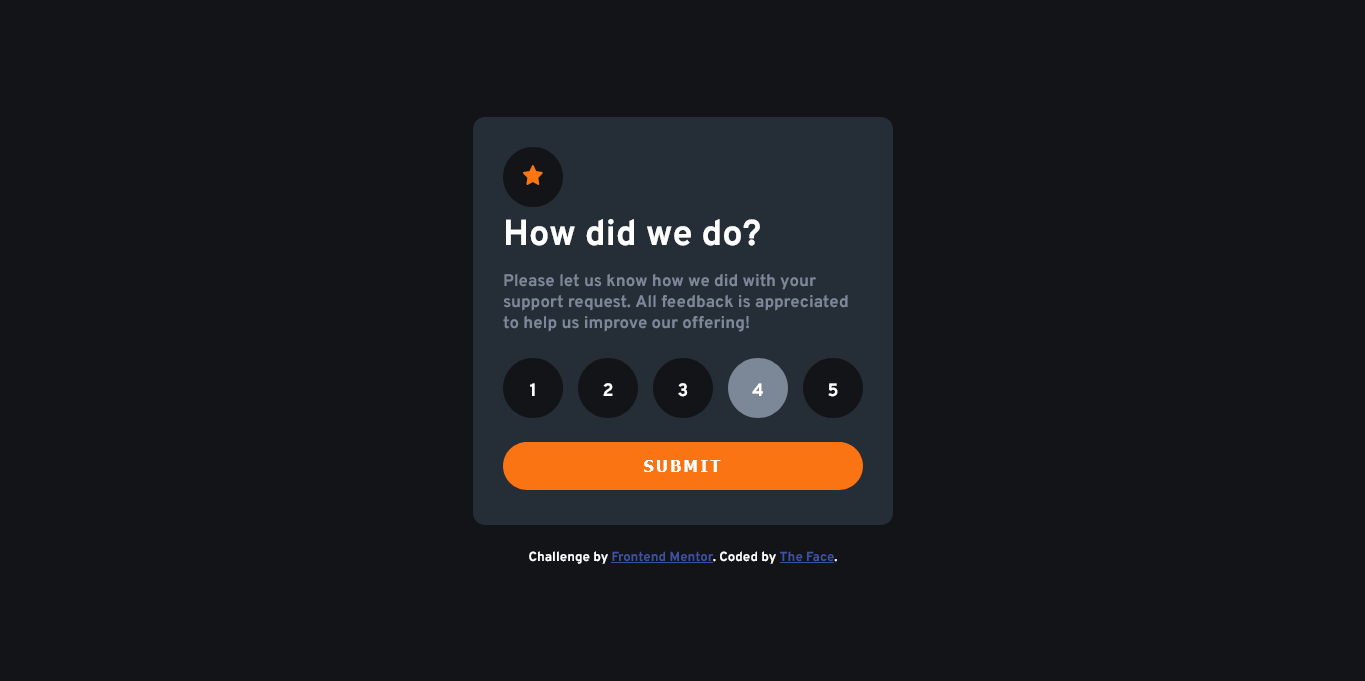 How did we do?
Please let us know how we did with your
support request. All feedback is appreciated
to help us improve our offering!
1 2 3 4 5
SUBMIT
Challenge by Frontend Mentor. Coded by The Face.